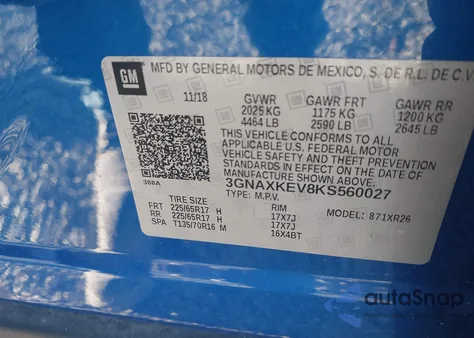 GM
MFD BY GENERAL MOTORS DE MEXICO, S. DE R.L. DE C.V.
11/18 GVWR GAWR FRT GAWR RR
2025 KG 1175 KG 1200 KG
4464 LB 2590 LB 2645 LB
THIS VEHICLE CONFORMS TO ALL
APPLICABLE U.S. FEDERAL MOTOR
VEHICLE SAFETY AND THEFT PREVENTION
STANDARDS IN EFFECT ON THE DATE OF
MANUFACTURE SHOWN ABOVE.
388A
3GNAXKEV8KS560027
TYPE: M.P.V. MODEL: 871XR26
TIRE SIZE RIM
FRT 225/65R17 H 17X7J
RR 225/65R17 H 17X7J
SPA T135/70R16 M 16X4BT
autoSnap